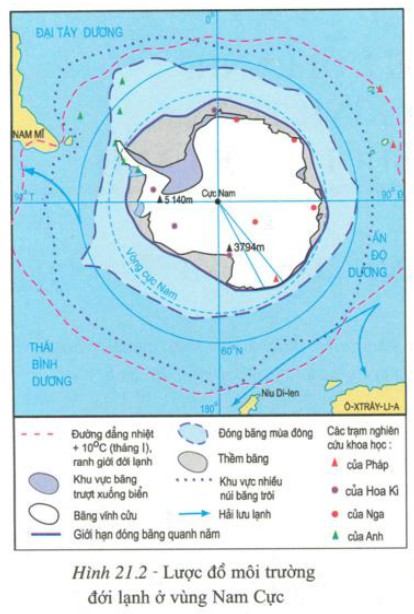 0°
ĐẠI TÂY DƯƠNG
NAM MĨ
90° T
5 140m
Cực Nam
90° Đ
3794m
Vòng cực Nam
ẤN
ĐỘ
DƯƠNG
60°N
THÁI
BÌNH
DƯƠNG
180°
Niu Di-len
Ô-XTRÂY-LI-A
Đường đẳng nhiệt
+ 10°C (tháng I),
ranh giới đới lạnh
Khu vực băng
trượt xuống biển
Băng vĩnh cửu
Giới hạn đóng băng quanh năm
Đóng băng mùa đông
Thềm băng
Khu vực nhiều
núi băng trôi
Hải lưu lạnh
Các trạm nghiên
cứu khoa học :
của Pháp
của Hoa Kì
của Nga
của Anh
Hình 21.2 - Lược đồ môi trường
đới lạnh ở vùng Nam Cực